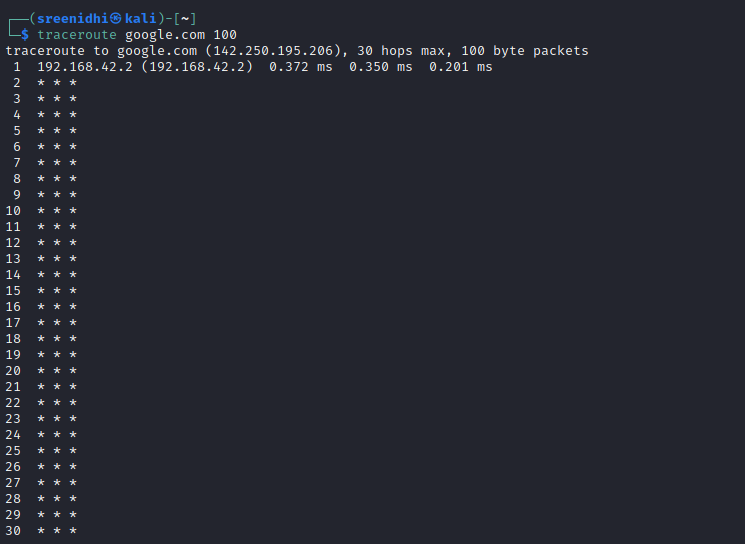 ┌──(sreenidhi㉿kali)-[~]
└─$ traceroute google.com 100
traceroute to google.com (142.250.195.206), 30 hops max, 100 byte packets
 1  192.168.42.2 (192.168.42.2)  0.372 ms  0.350 ms  0.201 ms
 2  * * *
 3  * * *
 4  * * *
 5  * * *
 6  * * *
 7  * * *
 8  * * *
 9  * * *
10  * * *
11  * * *
12  * * *
13  * * *
14  * * *
15  * * *
16  * * *
17  * * *
18  * * *
19  * * *
20  * * *
21  * * *
22  * * *
23  * * *
24  * * *
25  * * *
26  * * *
27  * * *
28  * * *
29  * * *
30  * * *